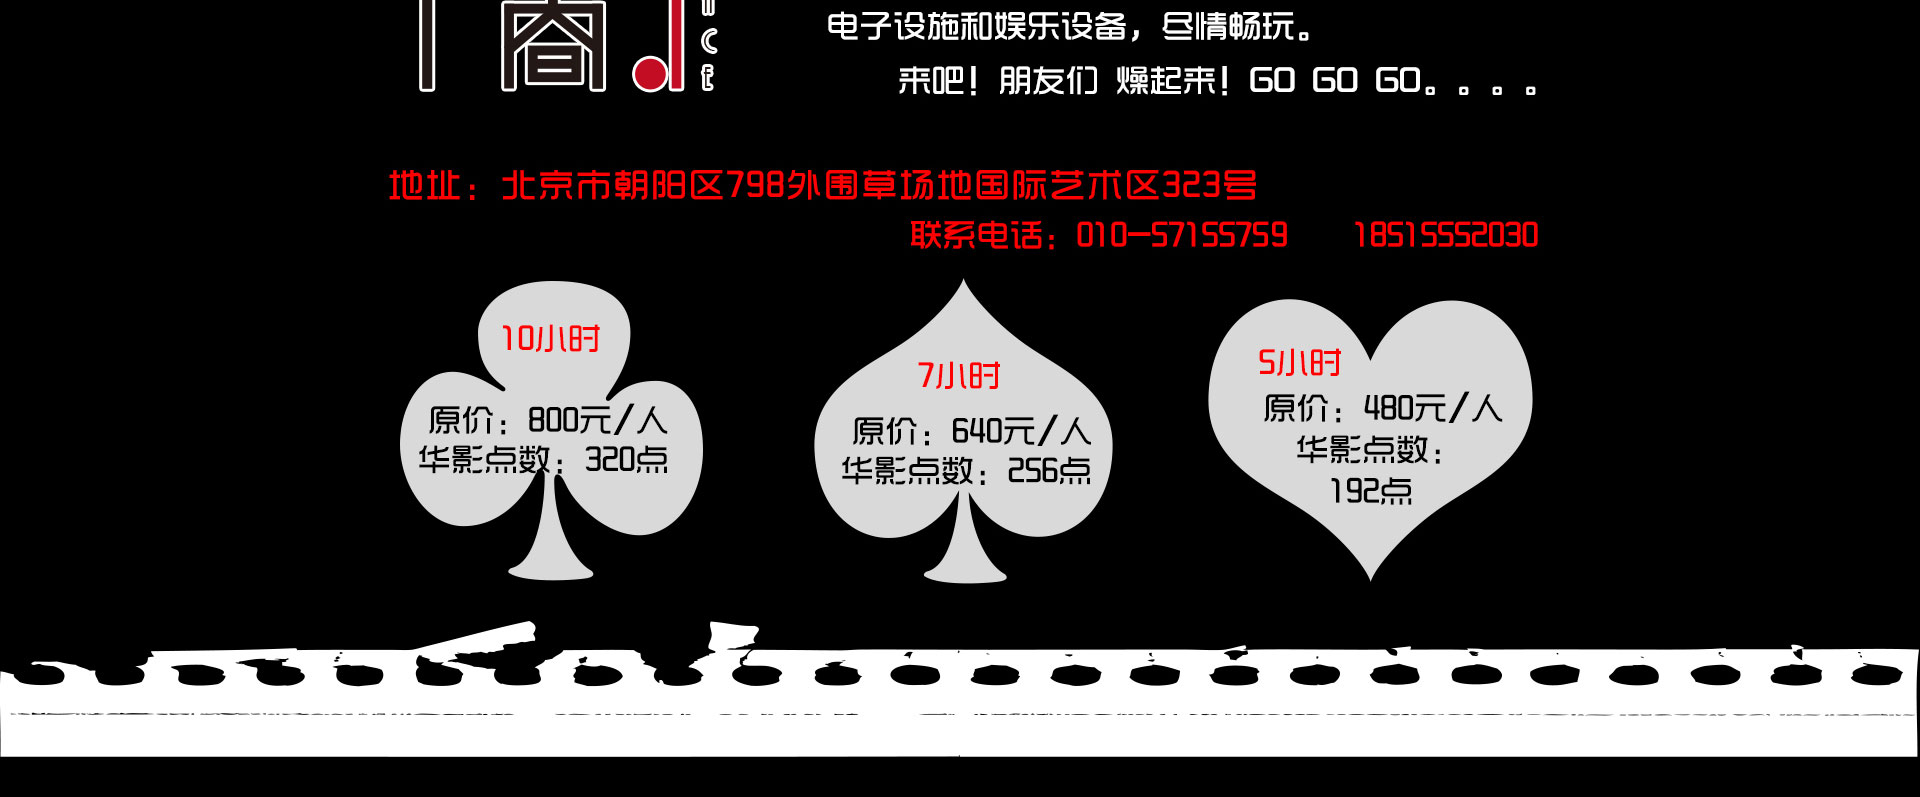 电子设施和娱乐设备，尽情畅玩。
来吧！朋友们 燥起来！GO GO GO。。。。
地址：北京市朝阳区798外围草场地国际艺术区323号
联系电话：010-57155759 18515552030
10小时
原价：800元/人
华影点数：320点
7小时
原价：640元/人
华影点数：256点
5小时
原价：480元/人
华影点数：
192点